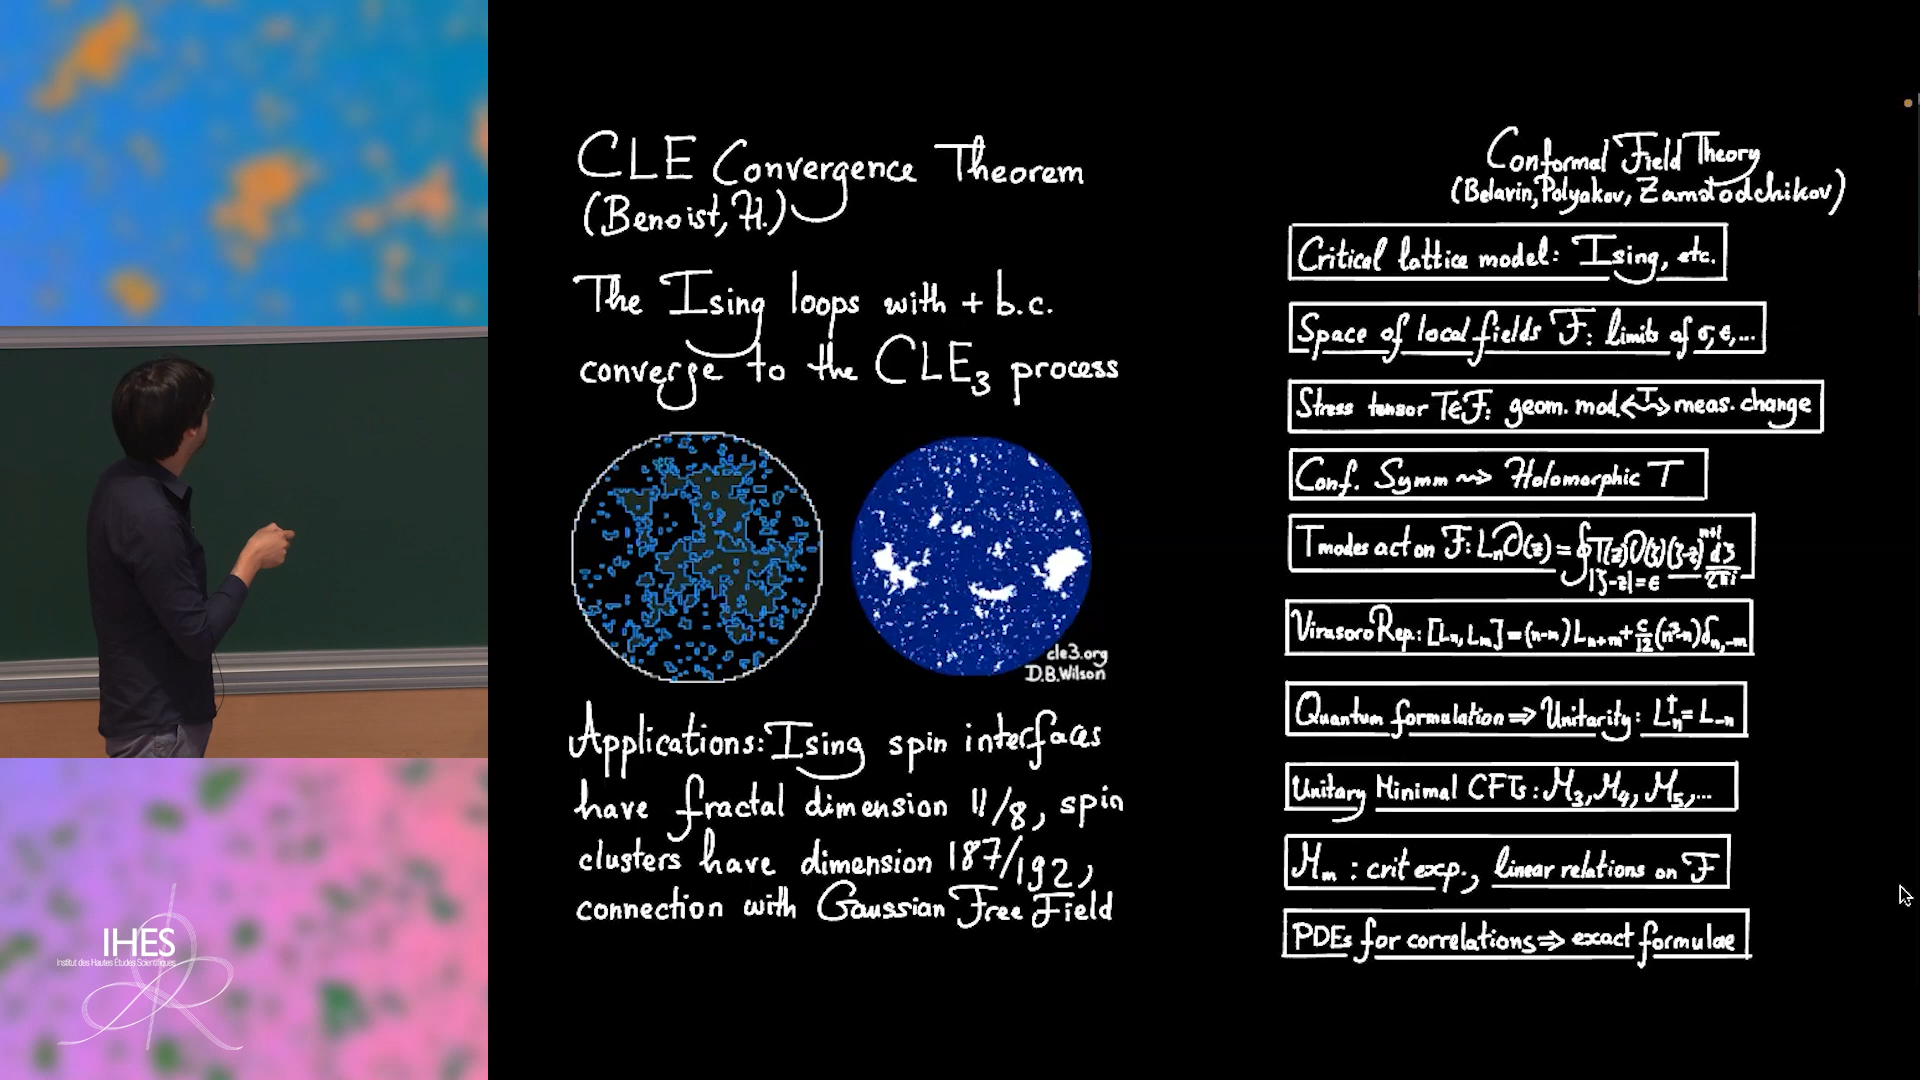 CLE Convergence Theorem
(Benoist, H.)
The Ising loops with + b.c.
converge to the CLE₃ process
cle3.org
D.B.Wilson
Applications: Ising spin interfaces
have fractal dimension 11/8, spin
clusters have dimension 187/192,
connection with Gaussian Free Field
Conformal Field Theory
(Belavin, Polyakov, Zamolodchikov)
Critical lattice model: Ising, etc.
Space of local fields F: limits of σ, ε, ...
Stress tensor T∈F: geom. mod. <-T-> meas. change
Conf. Symm ⇝ Holomorphic T
T modes act on F: LₙO(z) = ∮T(z)O(ζ)(ζ-z)ⁿ⁺¹ dζ/2πi
|ζ-z|=ε
Virasoro Rep.: [Lₙ, Lₘ] = (n-m) Lₙ₊ₘ + c/12 (n³-n) δₙ,₋ₘ
Quantum formulation ⇒ Unitarity: Lₙ† = L₋ₙ
Unitary Minimal CFTs: M₃, M₄, M₅, ...
Mₘ : crit exp., linear relations on F
PDEs for correlations ⇒ exact formulae
IHES
Institut des Hautes Études Scientifiques